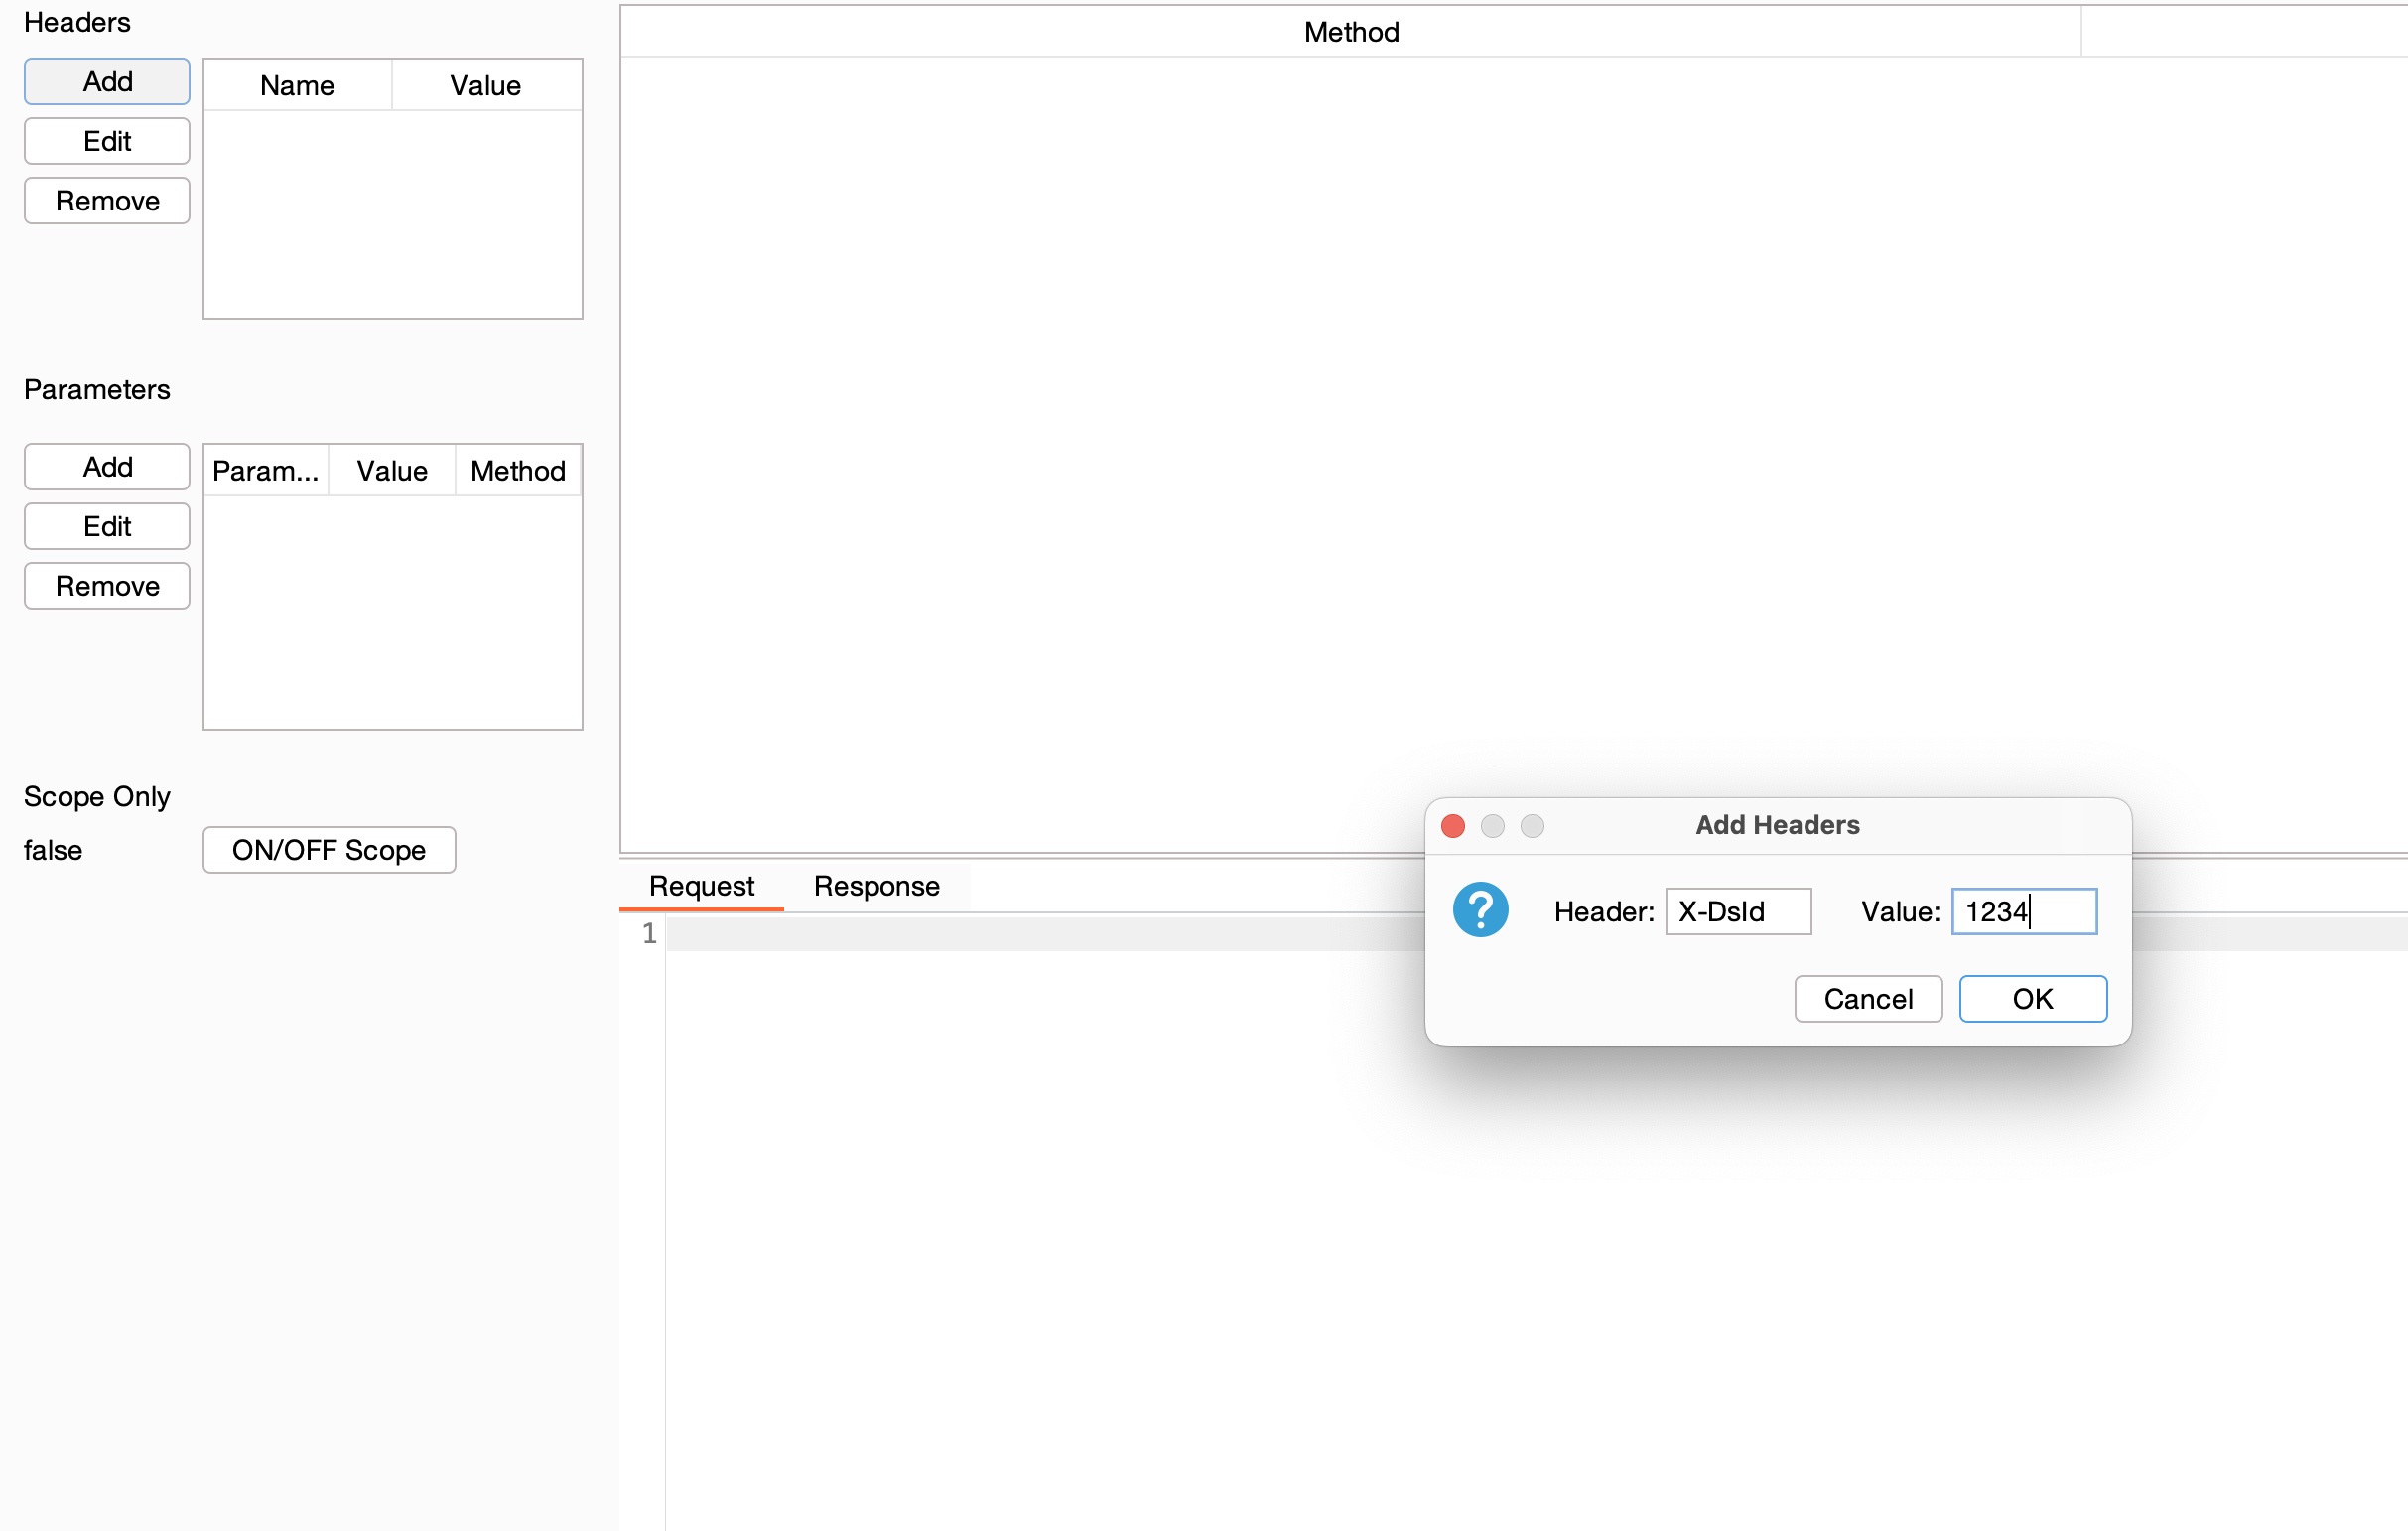 Headers
Add
Edit
Remove
Name Value
Parameters
Add
Edit
Remove
Param... Value Method
Scope Only
false
ON/OFF Scope
Method
Request Response
1
Add Headers
Header: X-DsId Value: 1234
Cancel OK